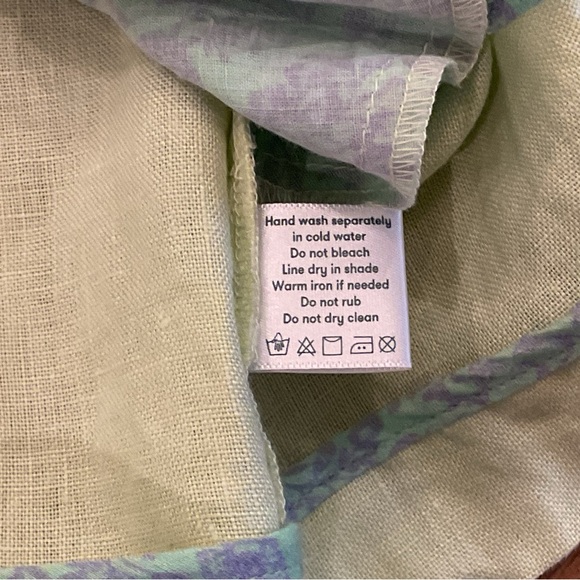 Hand wash separately
in cold water
Do not bleach
Line dry in shade
Warm iron if needed
Do not rub
Do not dry clean